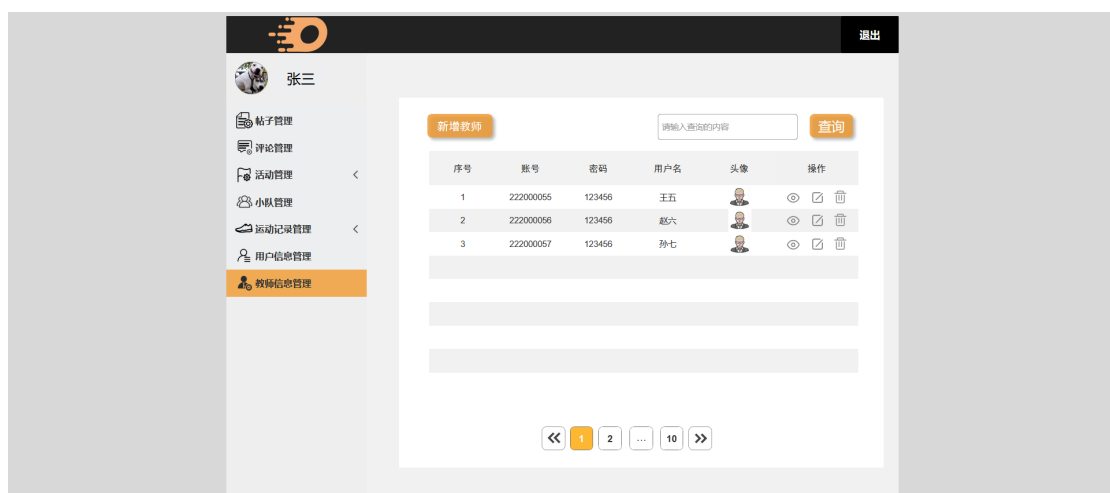 退出
张三
帖子管理
评论管理
活动管理
小队管理
运动记录管理
用户信息管理
教师信息管理
新增教师 请输入查询的内容 查询
序号 账号 密码 用户名 头像 操作
1 222000055 123456 王五
2 222000056 123456 赵六
3 222000057 123456 孙七
1 2 ... 10